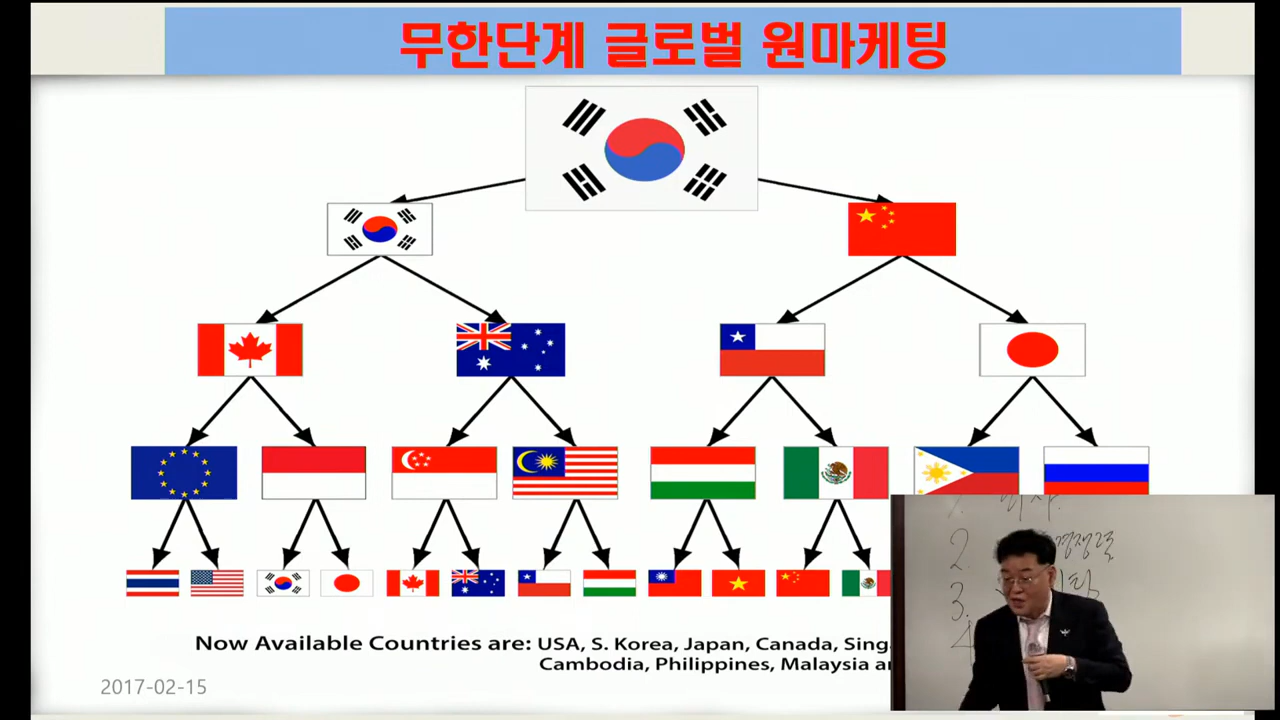 무한단계 글로벌 원마케팅
Now Available Countries are: USA, S. Korea, Japan, Canada,
Cambodia, Philippines, Malaysia
2017-02-15
2.
3.
4